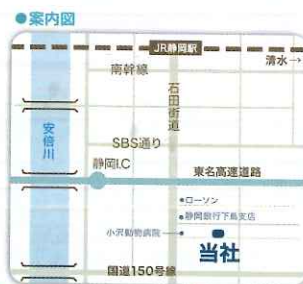 ●案内図
JR静岡駅
清水→
南幹線
石田街道
安倍川
SBS通り
静岡I.C
東名高速道路
●ローソン
●静岡銀行下島支店
小沢動物病院
当社
国道150号線